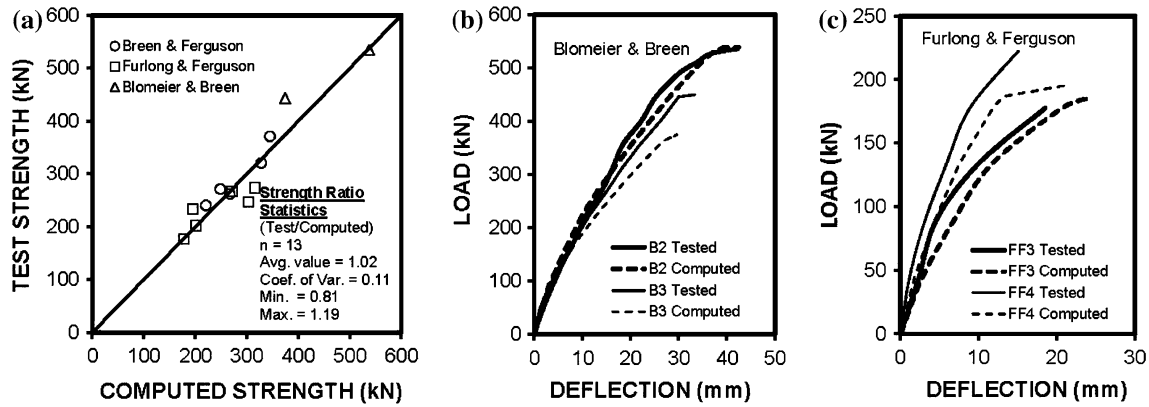 (a)
TEST STRENGTH (kN)
600
500
400
300
200
100
0
Breen & Ferguson
Furlong & Ferguson
Blomeier & Breen
Strength Ratio
Statistics
(Test/Computed)
n = 13
Avg. value = 1.02
Coef. of Var. = 0.11
Min. = 0.81
Max. = 1.19
0 100 200 300 400 500 600
COMPUTED STRENGTH (kN)
(b)
LOAD (kN)
600
500
400
300
200
100
0
Blomeier & Breen
B2 Tested
B2 Computed
B3 Tested
B3 Computed
0 10 20 30 40 50
DEFLECTION (mm)
(c)
LOAD (kN)
250
200
150
100
50
0
Furlong & Ferguson
FF3 Tested
FF3 Computed
FF4 Tested
FF4 Computed
0 10 20 30
DEFLECTION (mm)